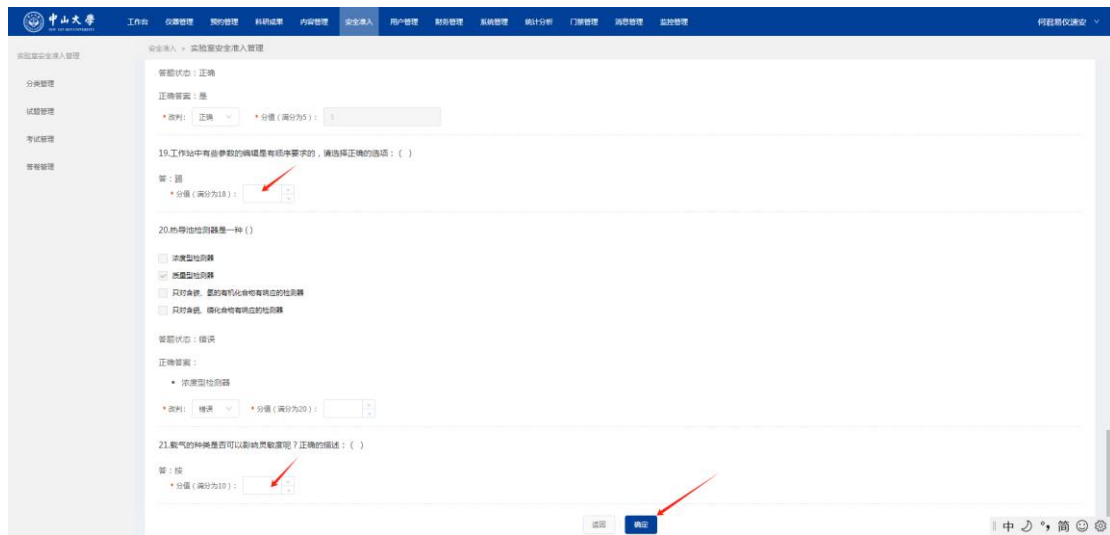 中山大學
工作台 仪器管理 预约管理 科研成果 内容管理 安全准入 用户管理 财务管理 系统管理 统计分析 门禁管理 消息管理 监控管理
实验室安全准入管理
分类管理
试题管理
考试管理
答卷管理
安全准入 > 实验室安全准入管理
答题状态：正确
正确答案：是
* 改判： 正确 * 分值（满分为5）： 5
19.工作站中有些参数的编辑是有顺序要求的，请选择正确的选项：（ ）
答：
* 分值（满分为18）：
20.热导池检测器是一种 ( )
浓度型检测器
质量型检测器
只对含硫、氮的有机化合物有响应的检测器
只对含硫、磷化合物有响应的检测器
答题状态：错误
正确答案：
• 浓度型检测器
* 改判： 错误 * 分值（满分为20）：
21.载气的种类是否可以影响灵敏度呢？正确的描述：（ ）
答：按
* 分值（满分为10）：
返回 确定
中 简